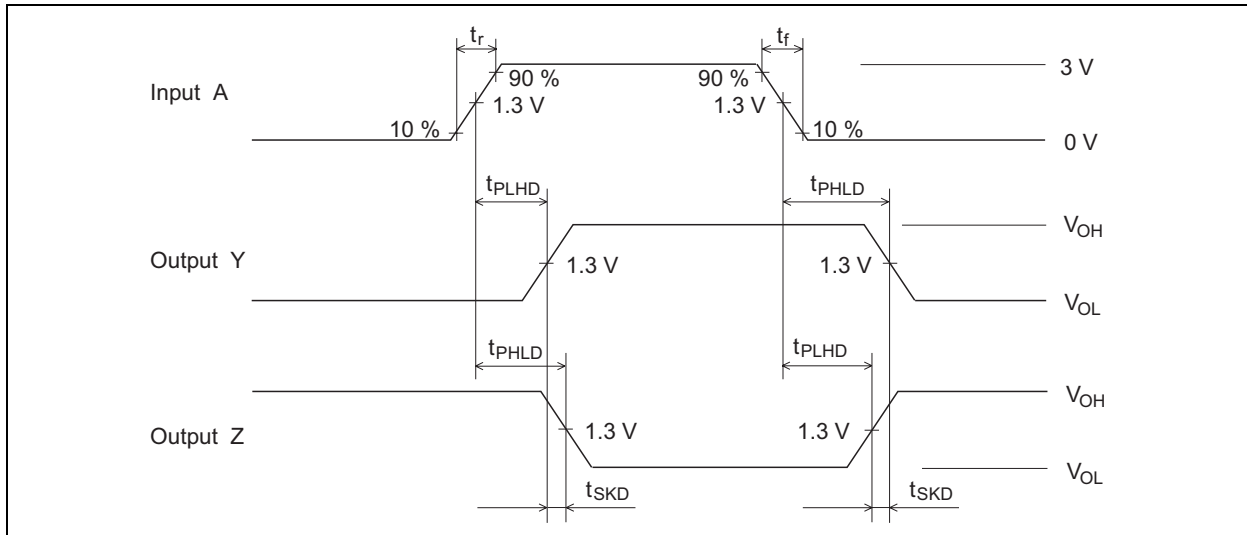 tr
tf
90 %
90 %
3 V
Input A
1.3 V
1.3 V
10 %
10 %
0 V
tPLHD
tPHLD
VOH
Output Y
1.3 V
1.3 V
VOL
tPHLD
tPLHD
VOH
Output Z
1.3 V
1.3 V
VOL
tSKD
tSKD